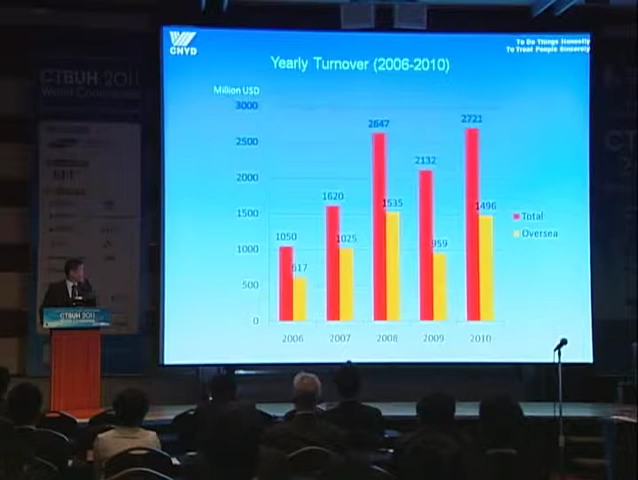 CNYD
To Do Things Honestly
To Treat People Sincerely
Yearly Turnover (2006-2010)
Million USD
3000
2500
2000
1500
1000
500
0
1050
617
1620
1025
2647
1535
2132
959
2721
1496
2006
2007
2008
2009
2010
Total
Oversea
CTBUH 2011
World Conference
CTBUH 2011